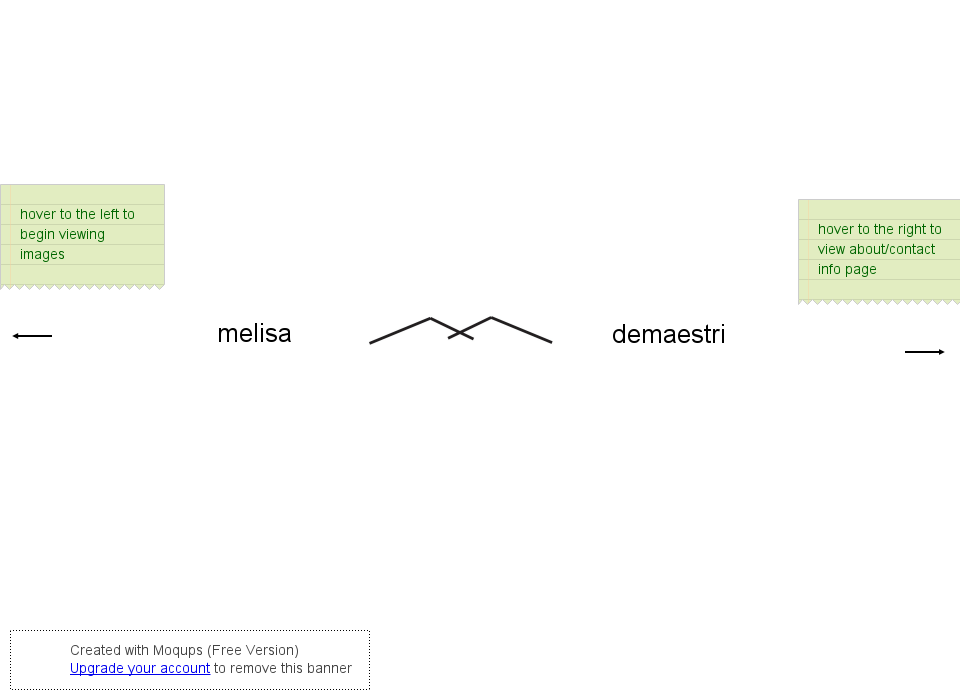 hover to the left to
begin viewing
images
hover to the right to
view about/contact
info page
melisa
demaestri
Created with Moqups (Free Version)
Upgrade your account to remove this banner